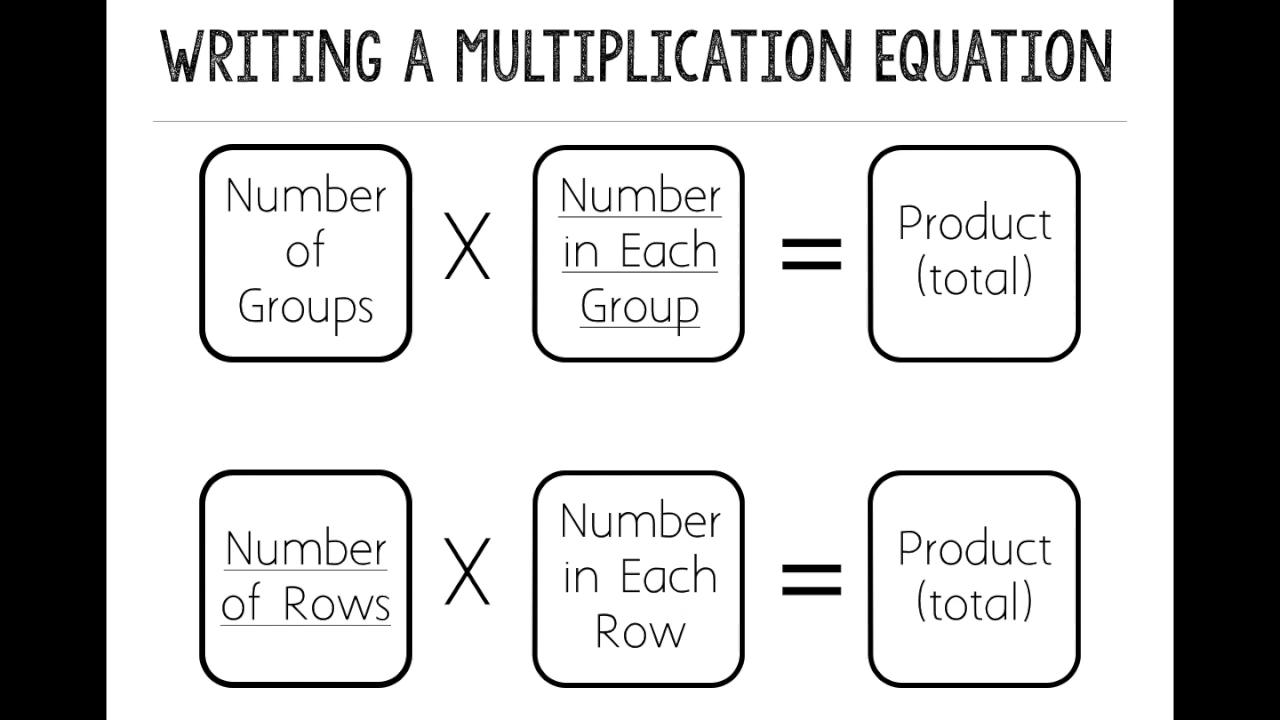 WRITING A MULTIPLICATION EQUATION
Number
of
Groups
X
Number
in Each
Group
=
Product
(total)
Number
of Rows
X
Number
in Each
Row
=
Product
(total)